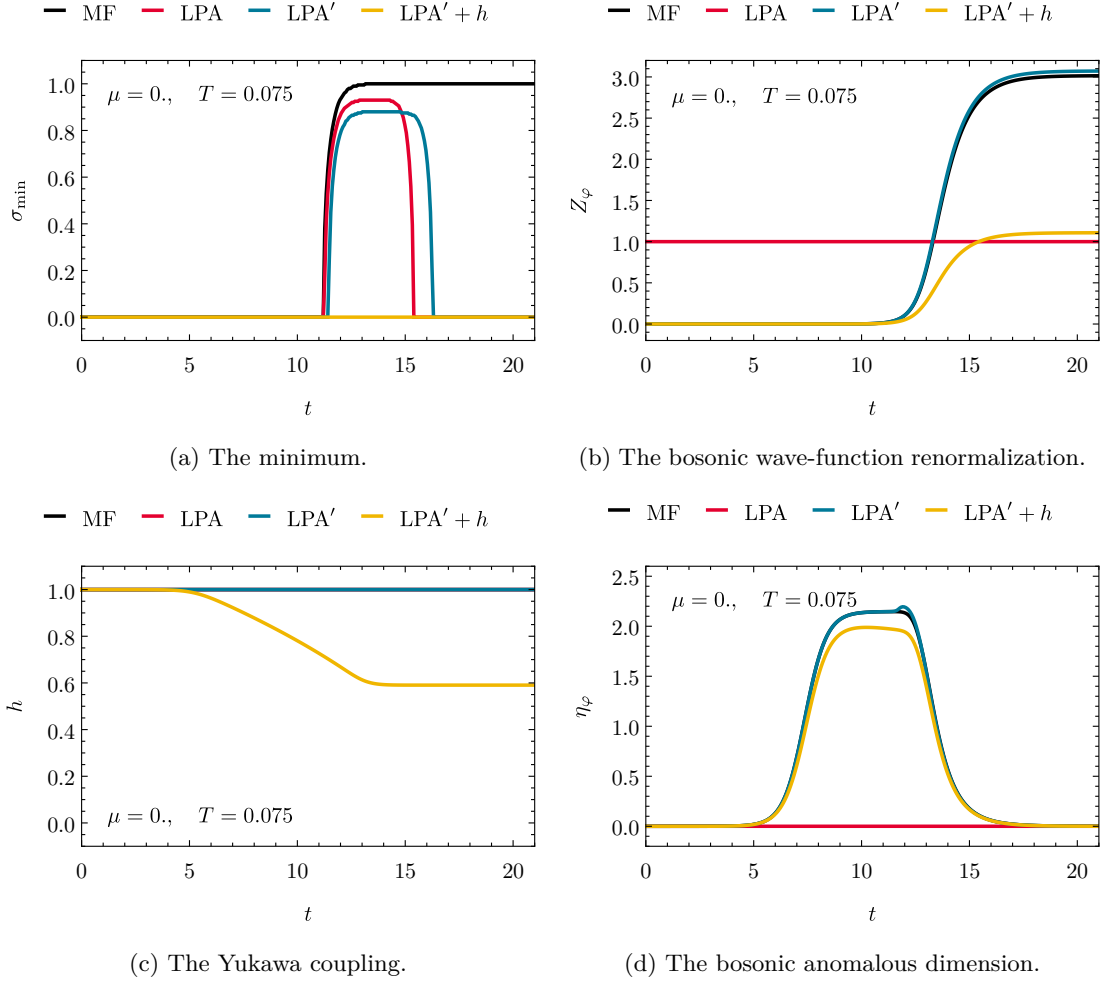 MF LPA LPA′ LPA′ + h
μ = 0., T = 0.075
1.0
0.8
0.6
0.4
0.2
0.0
σmin
0 5 10 15 20
t
(a) The minimum.
MF LPA LPA′ LPA′ + h
μ = 0., T = 0.075
3.0
2.5
2.0
1.5
1.0
0.5
0.0
Zφ
0 5 10 15 20
t
(b) The bosonic wave-function renormalization.
MF LPA LPA′ LPA′ + h
1.0
0.8
0.6
0.4
0.2
0.0
h
μ = 0., T = 0.075
0 5 10 15 20
t
(c) The Yukawa coupling.
MF LPA LPA′ LPA′ + h
μ = 0., T = 0.075
2.5
2.0
1.5
1.0
0.5
0.0
ηφ
0 5 10 15 20
t
(d) The bosonic anomalous dimension.